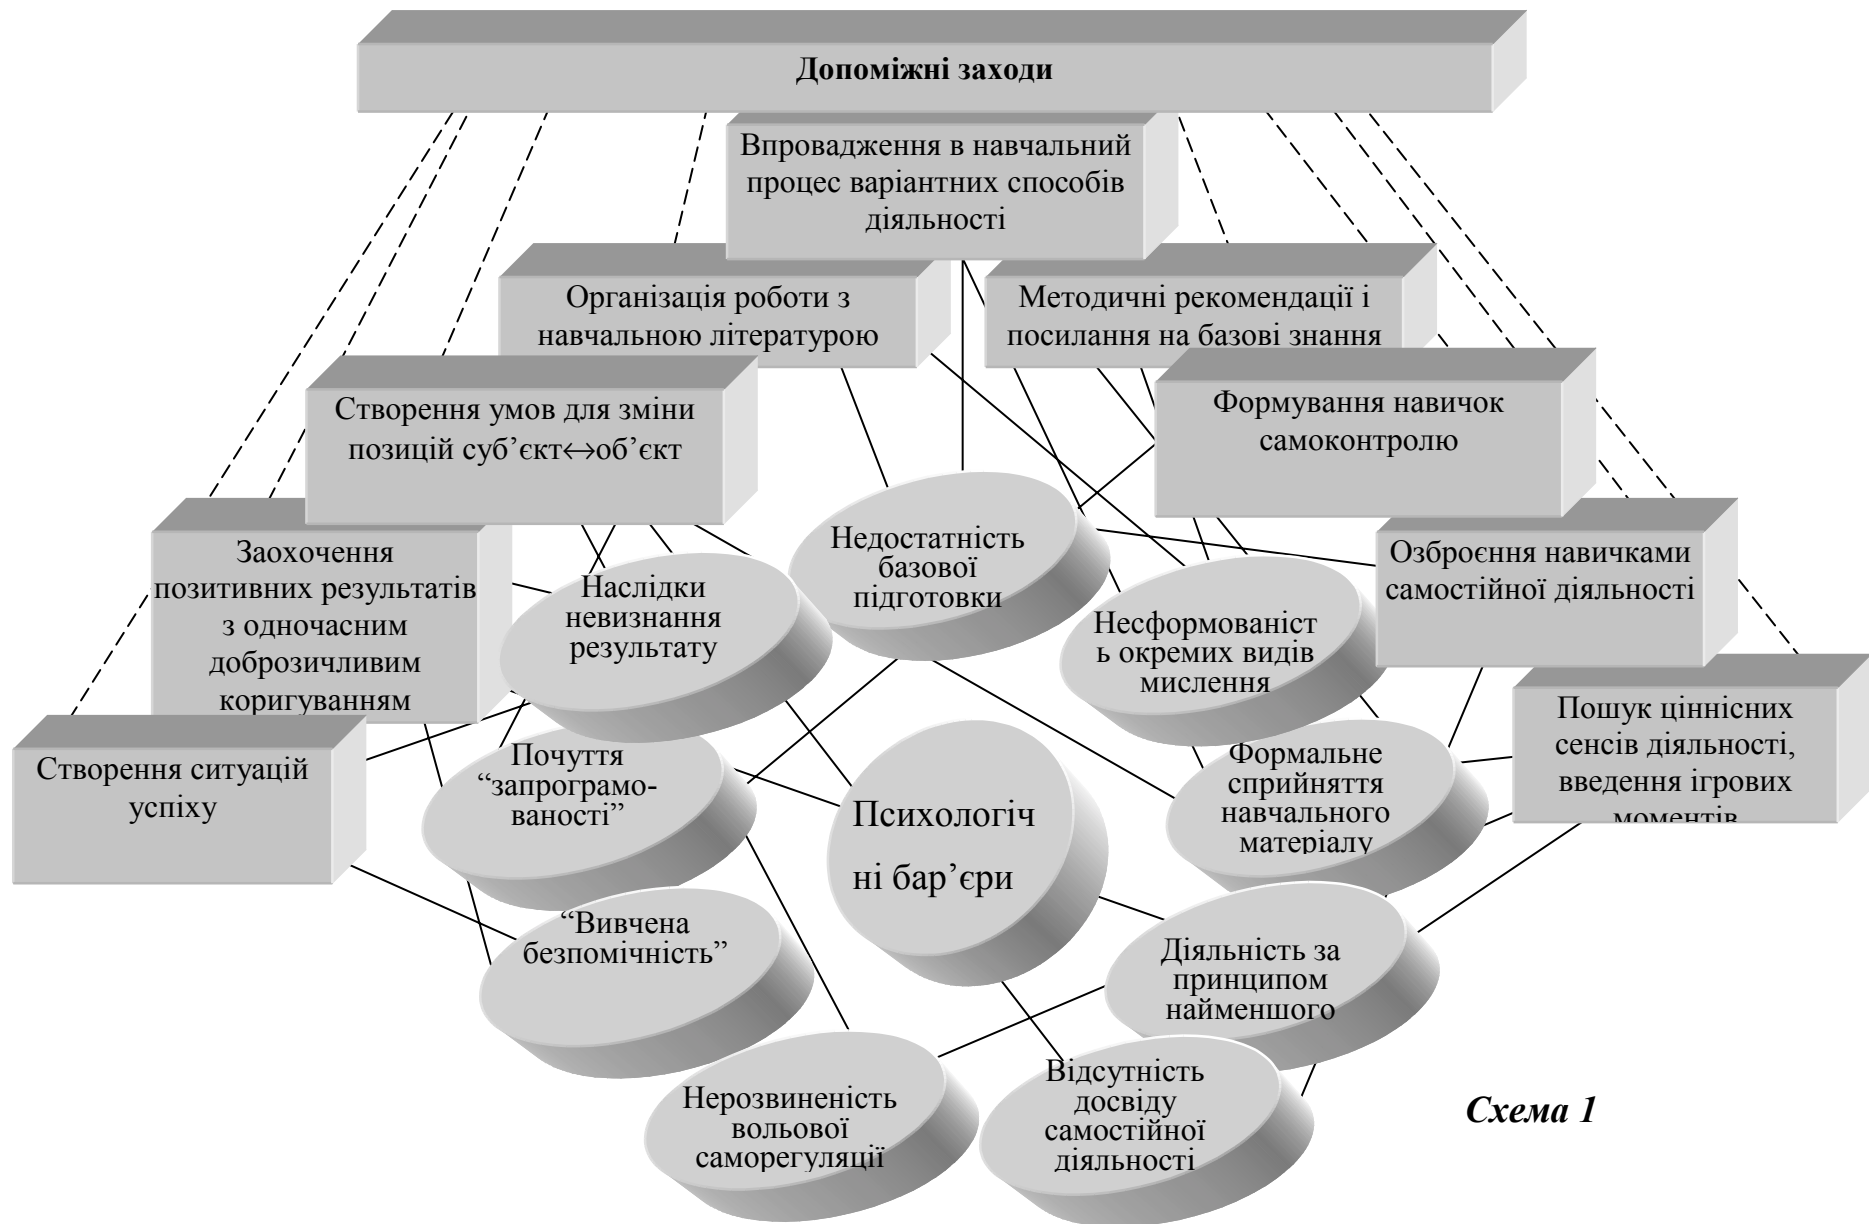 Допоміжні заходи
Впровадження в навчальний
процес варіантних способів
діяльності
Організація роботи з
навчальною літературою
Методичні рекомендації і
посилання на базові знання
Створення умов для зміни
позицій суб’єкт↔об’єкт
Формування навичок
самоконтролю
Заохочення
позитивних результатів
з одночасним
доброзичливим
коригуванням
Наслідки
невизнання
результату
Недостатність
базової
підготовки
Несформованіст
ь окремих видів
мислення
Озброєння навичками
самостійної діяльності
Створення ситуацій
успіху
Почуття
“запрограмо-
ваності”
Психологіч
ні бар’єри
Формальне
сприйняття
навчального
матеріалу
Пошук ціннісних
сенсів діяльності,
введення ігрових
моментів
“Вивчена
безпомічність”
Діяльність за
принципом
найменшого
Нерозвиненість
вольової
саморегуляції
Відсутність
досвіду
самостійної
діяльності
Схема 1